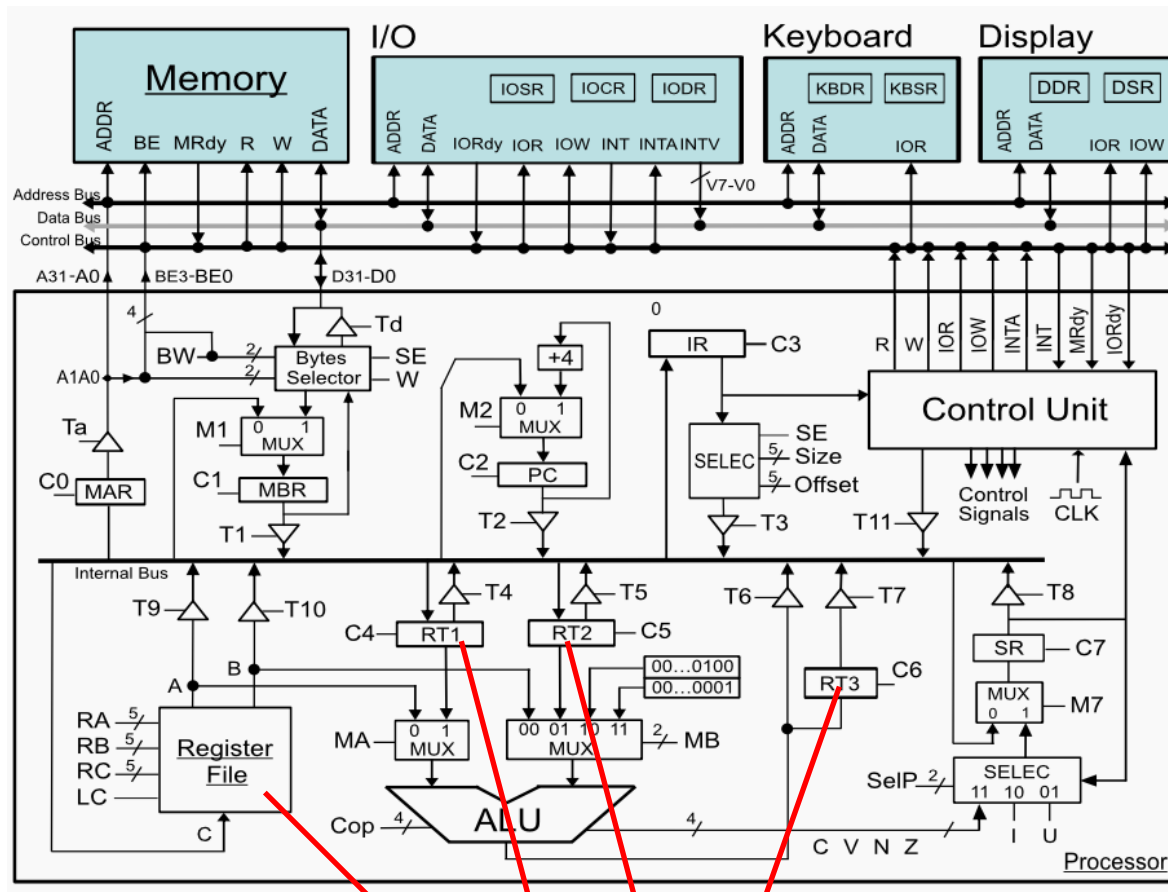 I/O
Keyboard
Display
Memory
IOSR
IOCR
IODR
KBDR
KBSR
DDR
DSR
ADDR
BE
MRdy
R
W
DATA
ADDR
DATA
IORdy
IOR
IOW
INT
INTA
INTV
ADDR
DATA
IOR
ADDR
DATA
IOR
IOW
V7-V0
Address Bus
Data Bus
Control Bus
A31-A0
BE3-BE0
D31-D0
0
R
W
IOR
IOW
INTA
INT
MRdy
IORdy
4
Td
BW
2
Bytes
Selector
SE
W
A1A0
2
+4
IR
C3
Control Unit
Ta
M1
0 1
MUX
M2
0 1
MUX
SELEC
SE
5 Size
5 Offset
C0
MAR
C1
MBR
C2
PC
Control
Signals
CLK
T1
T2
T3
T11
Internal Bus
T9
T10
T4
T5
T6
T7
T8
C4
RT1
RT2
C5
SR
C7
A
B
00...0100
00...0001
RT3
C6
MUX
0 1
M7
RA 5
RB 5
RC 5
LC
Register
File
MA
0 1
MUX
00 01 10 11
MUX
2
MB
SelP
2
SELEC
11 10 01
C
Cop
4
ALU
4
C V N Z
I
U
Processor